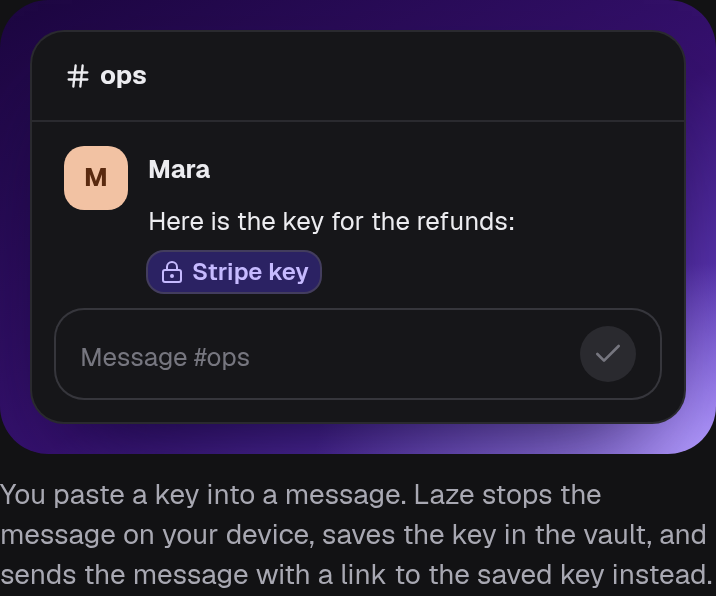 # ops
M
Mara
Here is the key for the refunds:
Stripe key
Message #ops
You paste a key into a message. Laze stops the
message on your device, saves the key in the vault, and
sends the message with a link to the saved key instead.